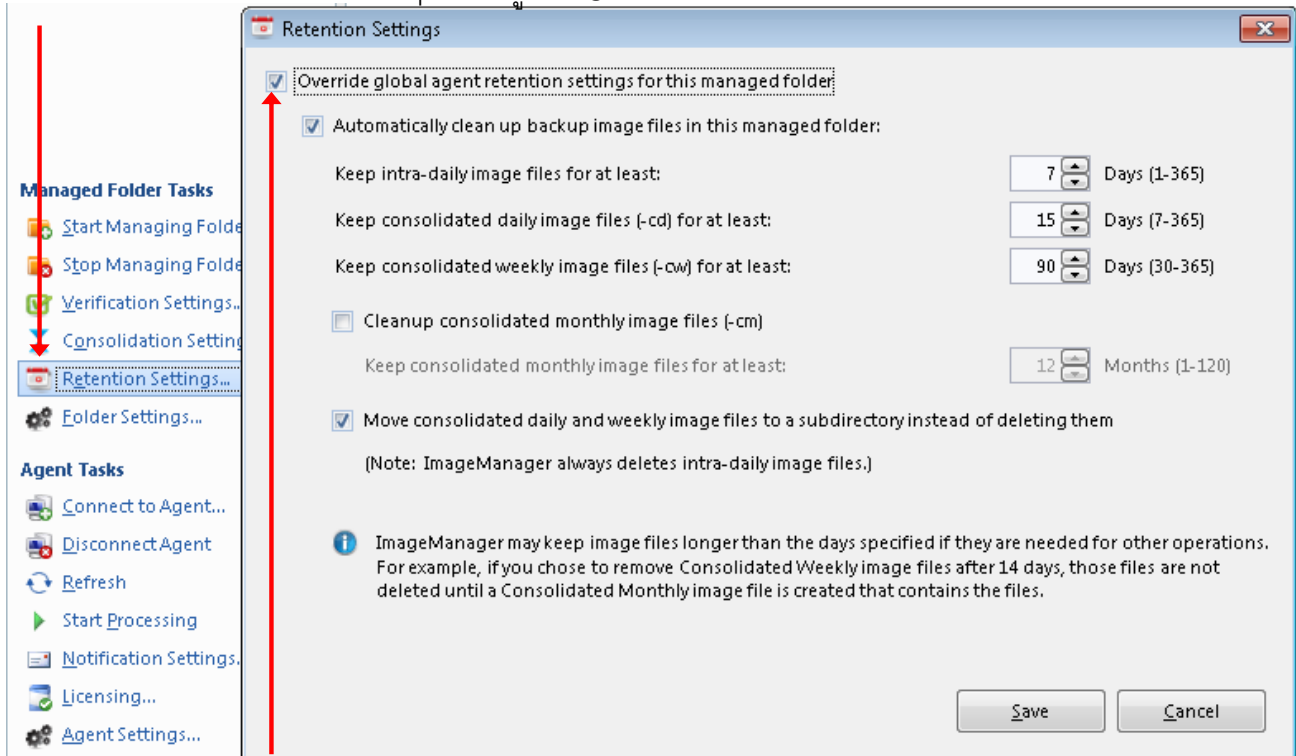 Retention Settings
Override global agent retention settings for this managed folder
Automatically clean up backup image files in this managed folder:
Keep intra-daily image files for at least: 7 Days (1-365)
Keep consolidated daily image files (-cd) for at least: 15 Days (7-365)
Keep consolidated weekly image files (-cw) for at least: 90 Days (30-365)
Cleanup consolidated monthly image files (-cm)
Keep consolidated monthly image files for at least: 12 Months (1-120)
Move consolidated daily and weekly image files to a subdirectory instead of deleting them
(Note: ImageManager always deletes intra-daily image files.)
ImageManager may keep image files longer than the days specified if they are needed for other operations.
For example, if you chose to remove Consolidated Weekly image files after 14 days, those files are not
deleted until a Consolidated Monthly image file is created that contains the files.
Save
Cancel
Managed Folder Tasks
Start Managing Folde
Stop Managing Folde
Verification Settings..
Consolidation Setting
Retention Settings...
Folder Settings...
Agent Tasks
Connect to Agent...
Disconnect Agent
Refresh
Start Processing
Notification Settings.
Licensing...
Agent Settings...